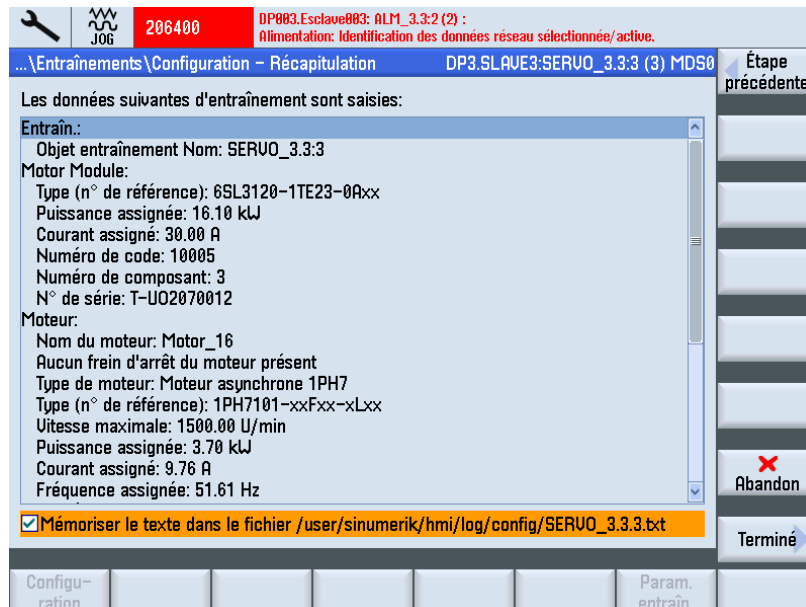 JOG
206400
DP003.Esclave003: ALM_3.3:2 (2) :
Alimentation: Identification des données réseau sélectionnée/active.
...\Entraînements\Configuration - Récapitulation DP3.SLAVE3:SERVO_3.3:3 (3) MDS0
Étape
précédente
Les données suivantes d'entraînement sont saisies:
Entraîn.:
Objet entraînement Nom: SERVO_3.3:3
Motor Module:
Type (n° de référence): 6SL3120-1TE23-0Axx
Puissance assignée: 16.10 kW
Courant assigné: 30.00 A
Numéro de code: 10005
Numéro de composant: 3
N° de série: T-UO2070012
Moteur:
Nom du moteur: Motor_16
Aucun frein d'arrêt du moteur présent
Type de moteur: Moteur asynchrone 1PH7
Type (n° de référence): 1PH7101-xxFxx-xLxx
Vitesse maximale: 1500.00 U/min
Puissance assignée: 3.70 kW
Courant assigné: 9.76 A
Fréquence assignée: 51.61 Hz
Abandon
Mémoriser le texte dans le fichier /user/sinumerik/hmi/log/config/SERVO_3.3.3.txt
Terminé
Configu-
ration
Param.
entraîn.